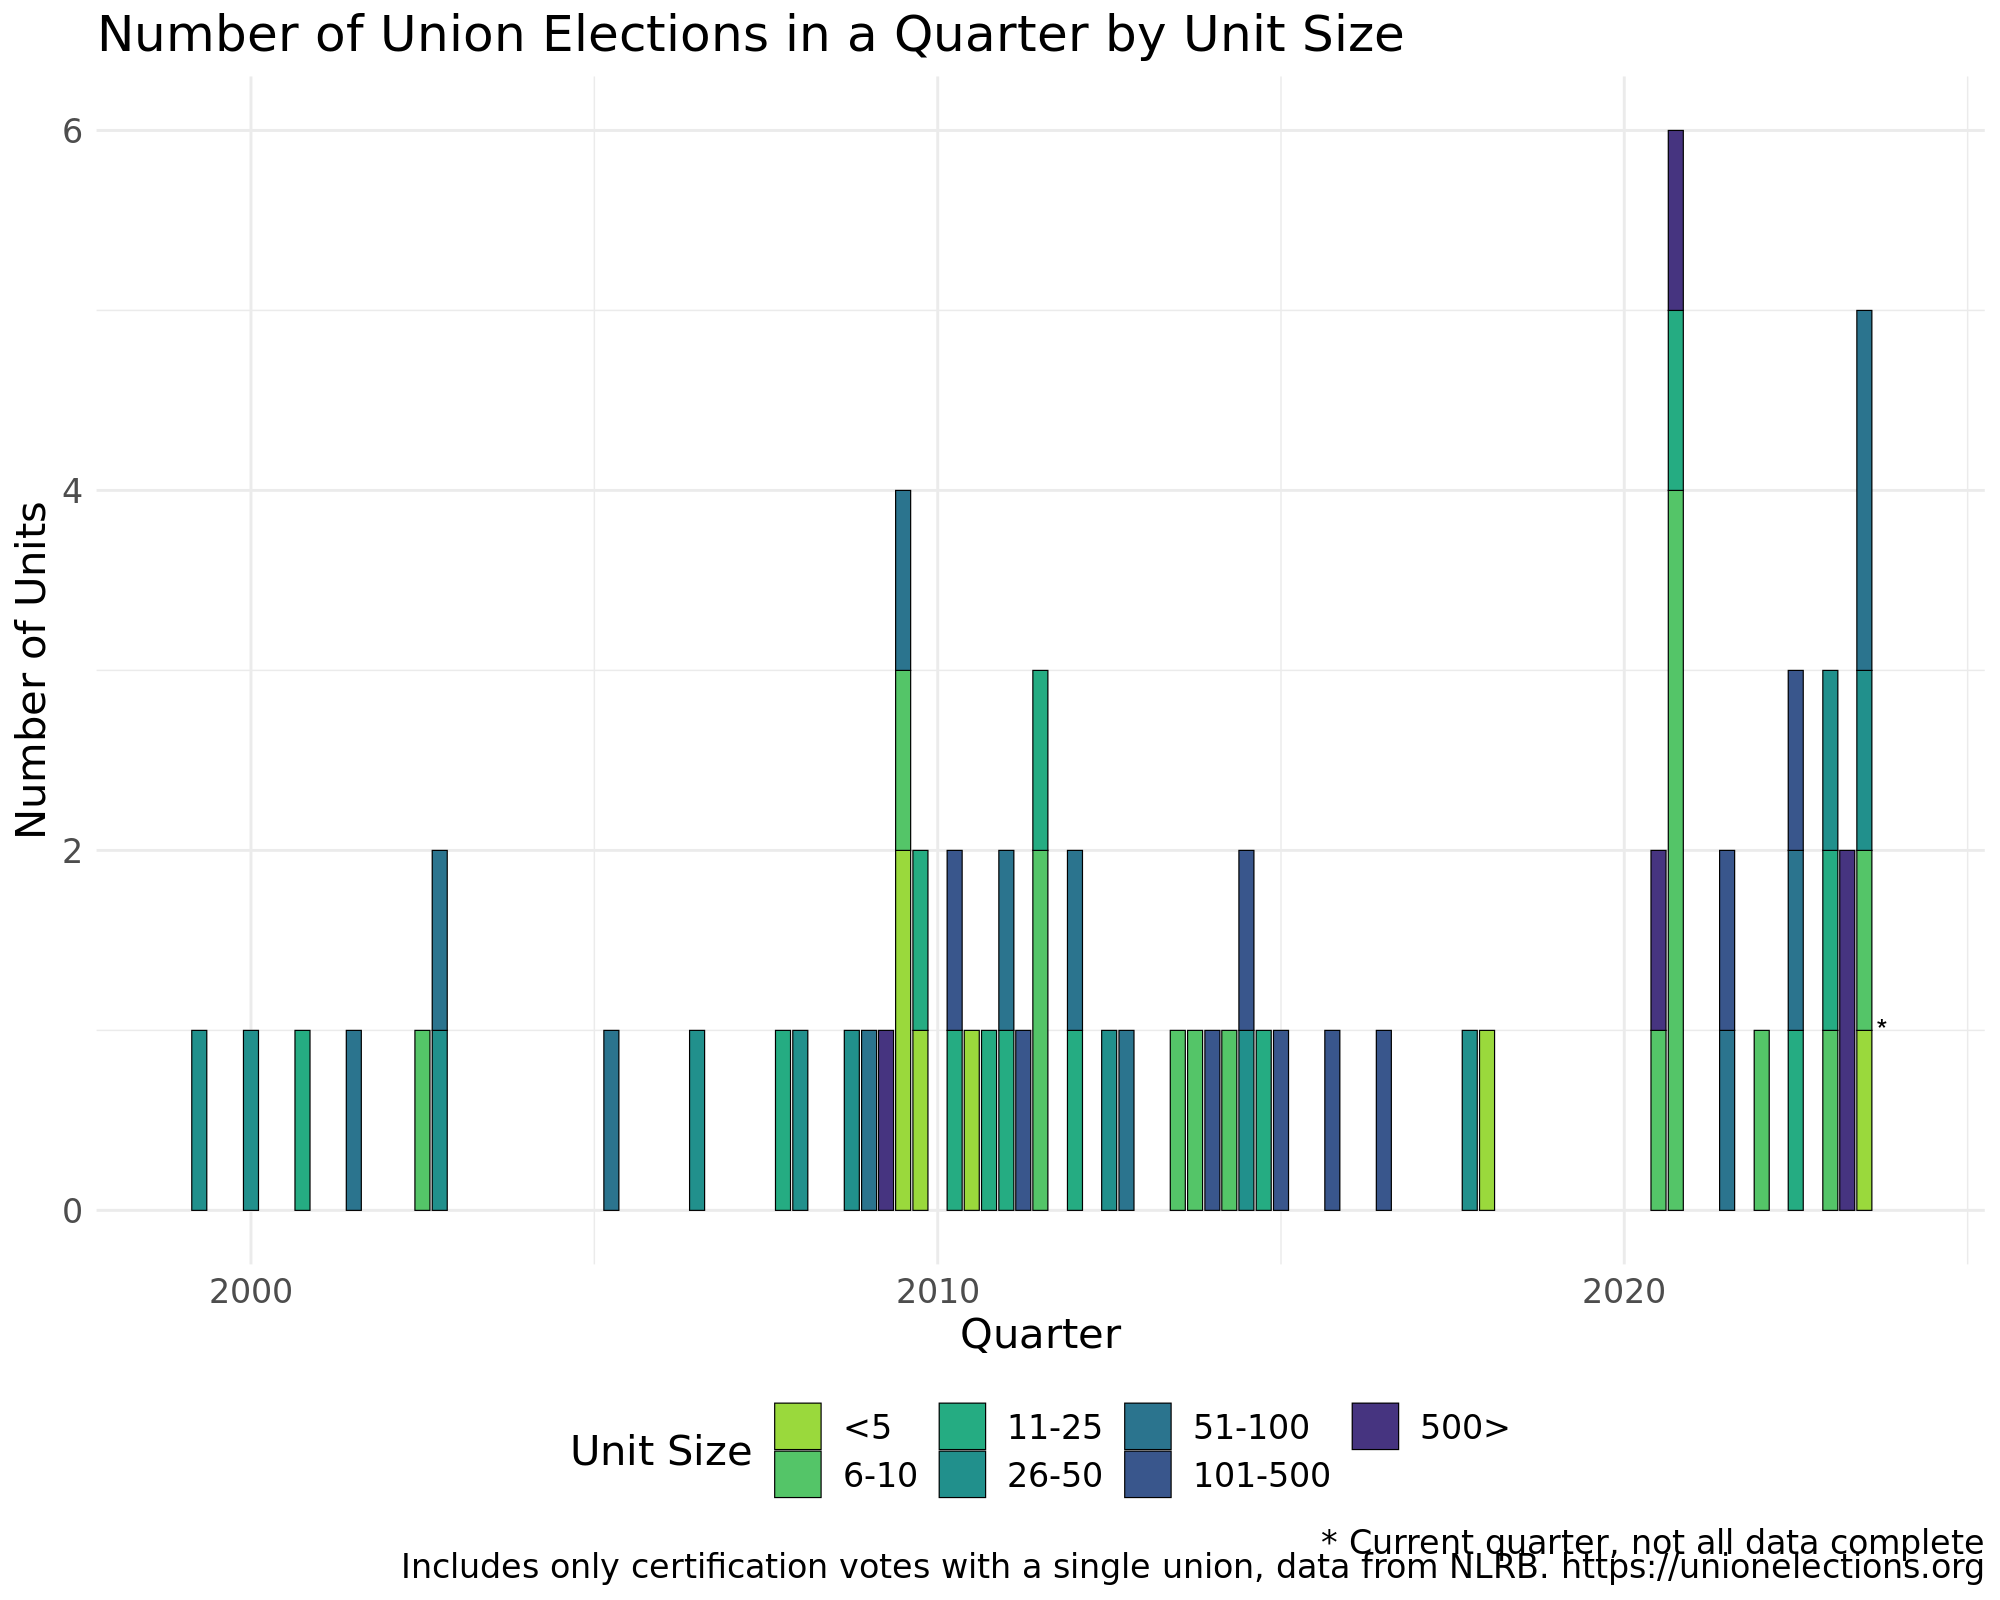 Number of Union Elections in a Quarter by Unit Size
Number of Units
6
4
2
0
*
2000 2010 2020
Quarter
Unit Size
<5 11-25 51-100 500>
6-10 26-50 101-500
* Current quarter, not all data complete
Includes only certification votes with a single union, data from NLRB. https://unionelections.org